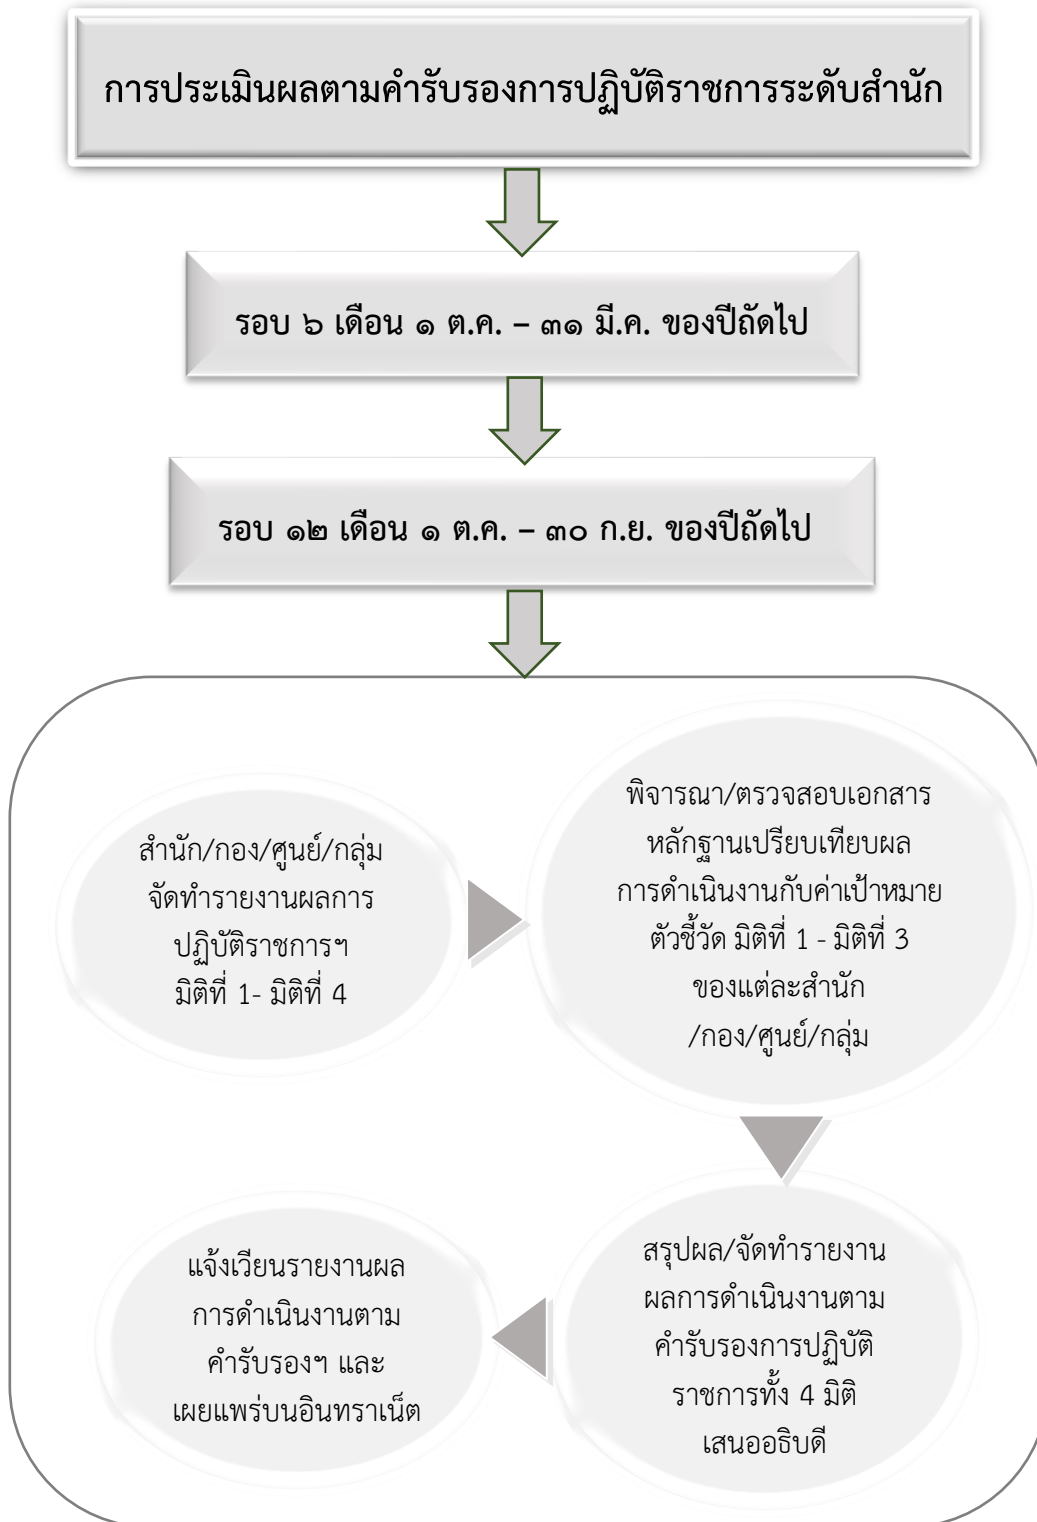 การประเมินผลตามคำรับรองการปฏิบัติราชการระดับสำนัก
รอบ ๖ เดือน ๑ ต.ค. – ๓๑ มี.ค. ของปีถัดไป
รอบ ๑๒ เดือน ๑ ต.ค. – ๓๐ ก.ย. ของปีถัดไป
สำนัก/กอง/ศูนย์/กลุ่ม
จัดทำรายงานผลการ
ปฏิบัติราชการฯ
มิติที่ 1- มิติที่ 4
พิจารณา/ตรวจสอบเอกสาร
หลักฐานเปรียบเทียบผล
การดำเนินงานกับค่าเป้าหมาย
ตัวชี้วัด มิติที่ 1 - มิติที่ 3
ของแต่ละสำนัก
/กอง/ศูนย์/กลุ่ม
สรุปผล/จัดทำรายงาน
ผลการดำเนินงานตาม
คำรับรองการปฏิบัติ
ราชการทั้ง 4 มิติ
เสนออธิบดี
แจ้งเวียนรายงานผล
การดำเนินงานตาม
คำรับรองฯ และ
เผยแพร่บนอินทราเน็ต